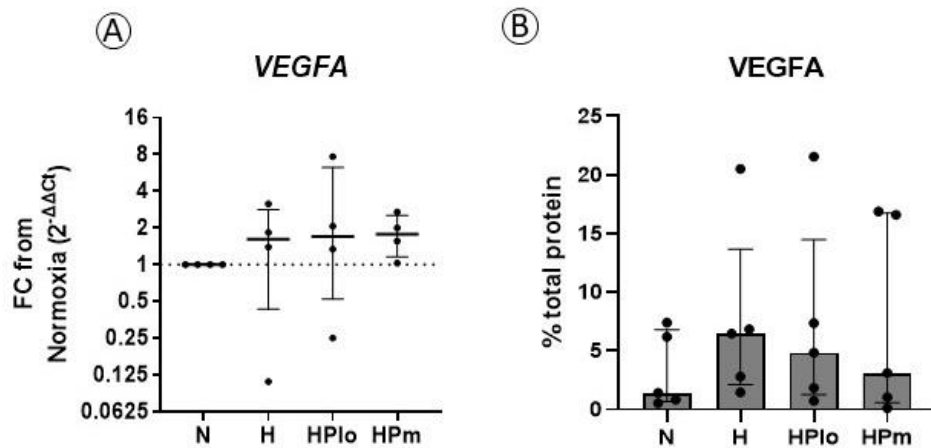 A
VEGFA
FC from
Normoxia (2^-ΔΔCt)
16
8
4
2
1
0.5
0.25
0.125
0.0625
N H HPlo HPm
B
VEGFA
% total protein
25
20
15
10
5
0
N H HPlo HPm